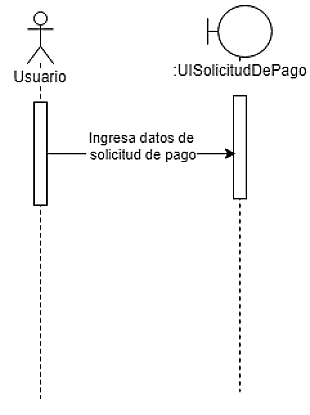 Usuario
:UISolicitudDePago
Ingresa datos de
solicitud de pago